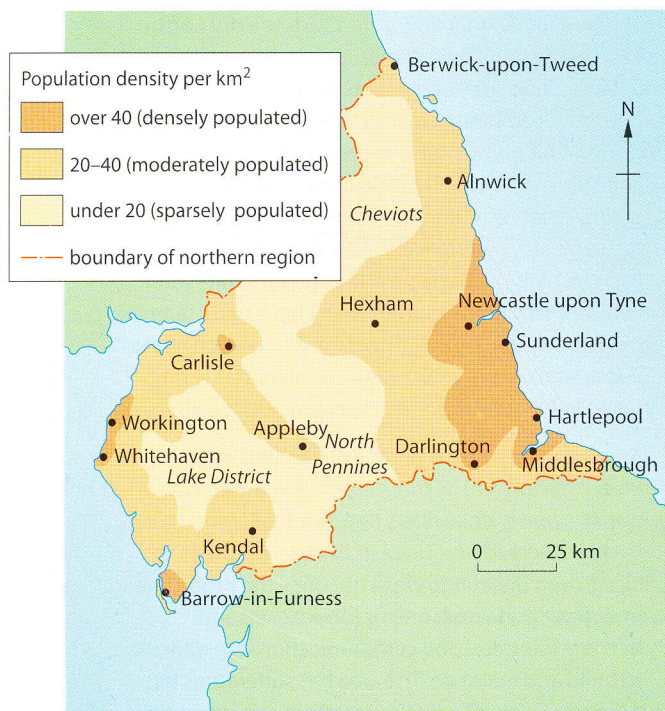 Population density per km²
over 40 (densely populated)
20–40 (moderately populated)
under 20 (sparsely populated)
boundary of northern region
Berwick-upon-Tweed
N
Alnwick
Cheviots
Hexham
Newcastle upon Tyne
Sunderland
Carlisle
Workington
Appleby
North
Pennines
Hartlepool
Whitehaven
Lake District
Darlington
Middlesbrough
Kendal
0 25 km
Barrow-in-Furness